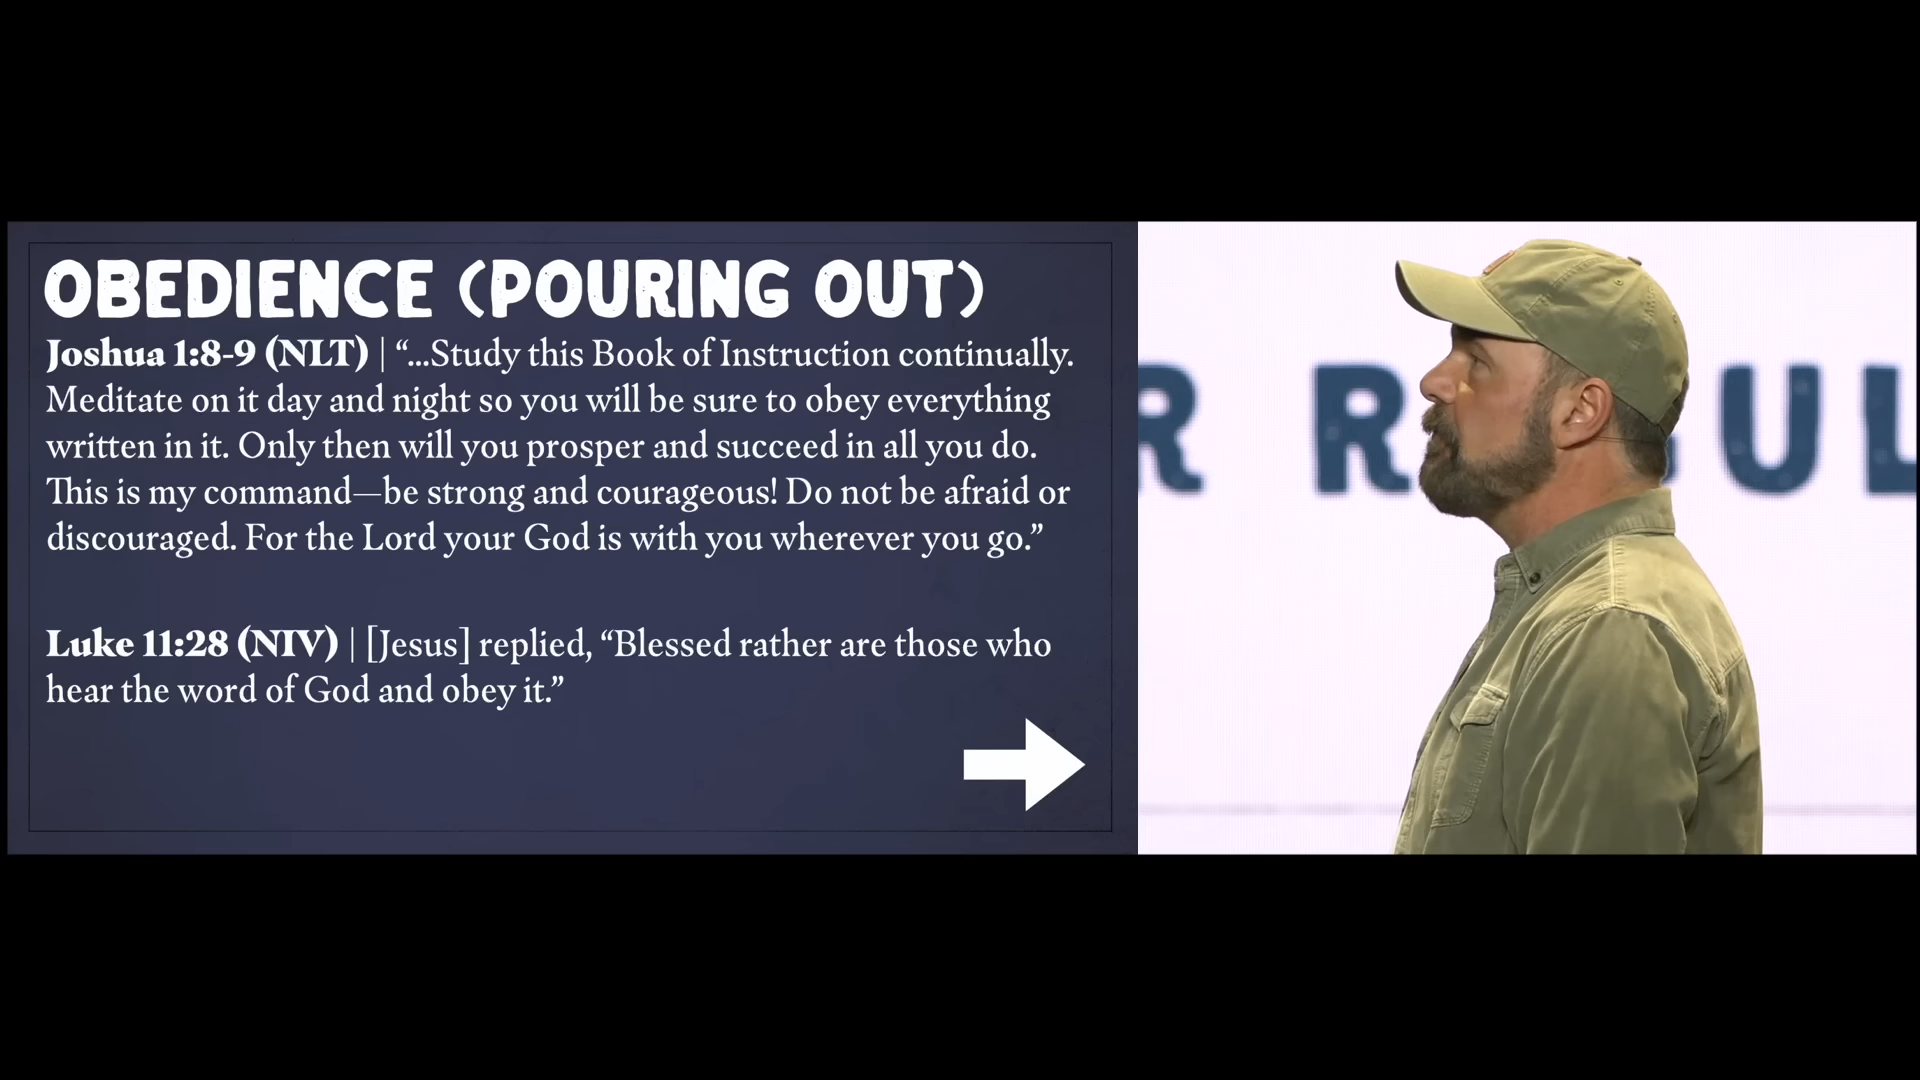 OBEDIENCE (POURING OUT)
Joshua 1:8-9 (NLT) | “...Study this Book of Instruction continually.
Meditate on it day and night so you will be sure to obey everything
written in it. Only then will you prosper and succeed in all you do.
This is my command—be strong and courageous! Do not be afraid or
discouraged. For the Lord your God is with you wherever you go.”
Luke 11:28 (NIV) | [Jesus] replied, “Blessed rather are those who
hear the word of God and obey it.”